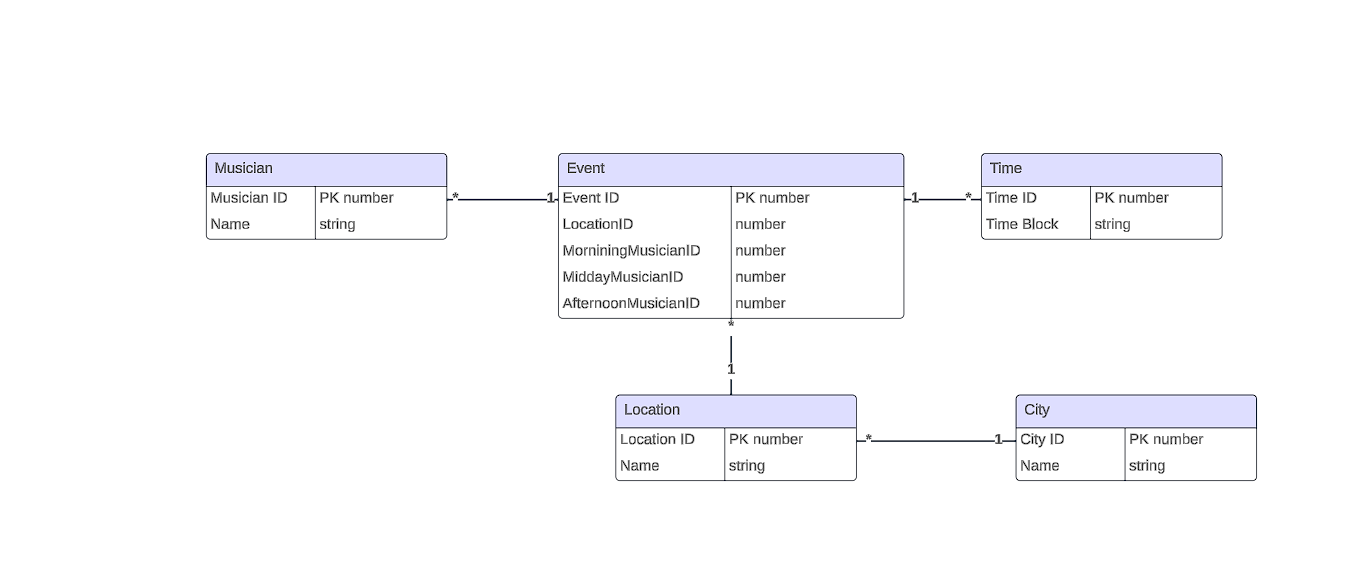 Musician
Musician ID PK number
Name string
* 1
Event
Event ID PK number
LocationID number
MorniningMusicianID number
MiddayMusicianID number
AfternoonMusicianID number
1 *
Time
Time ID PK number
Time Block string
*
1
Location
Location ID PK number
Name string
* 1
City
City ID PK number
Name string